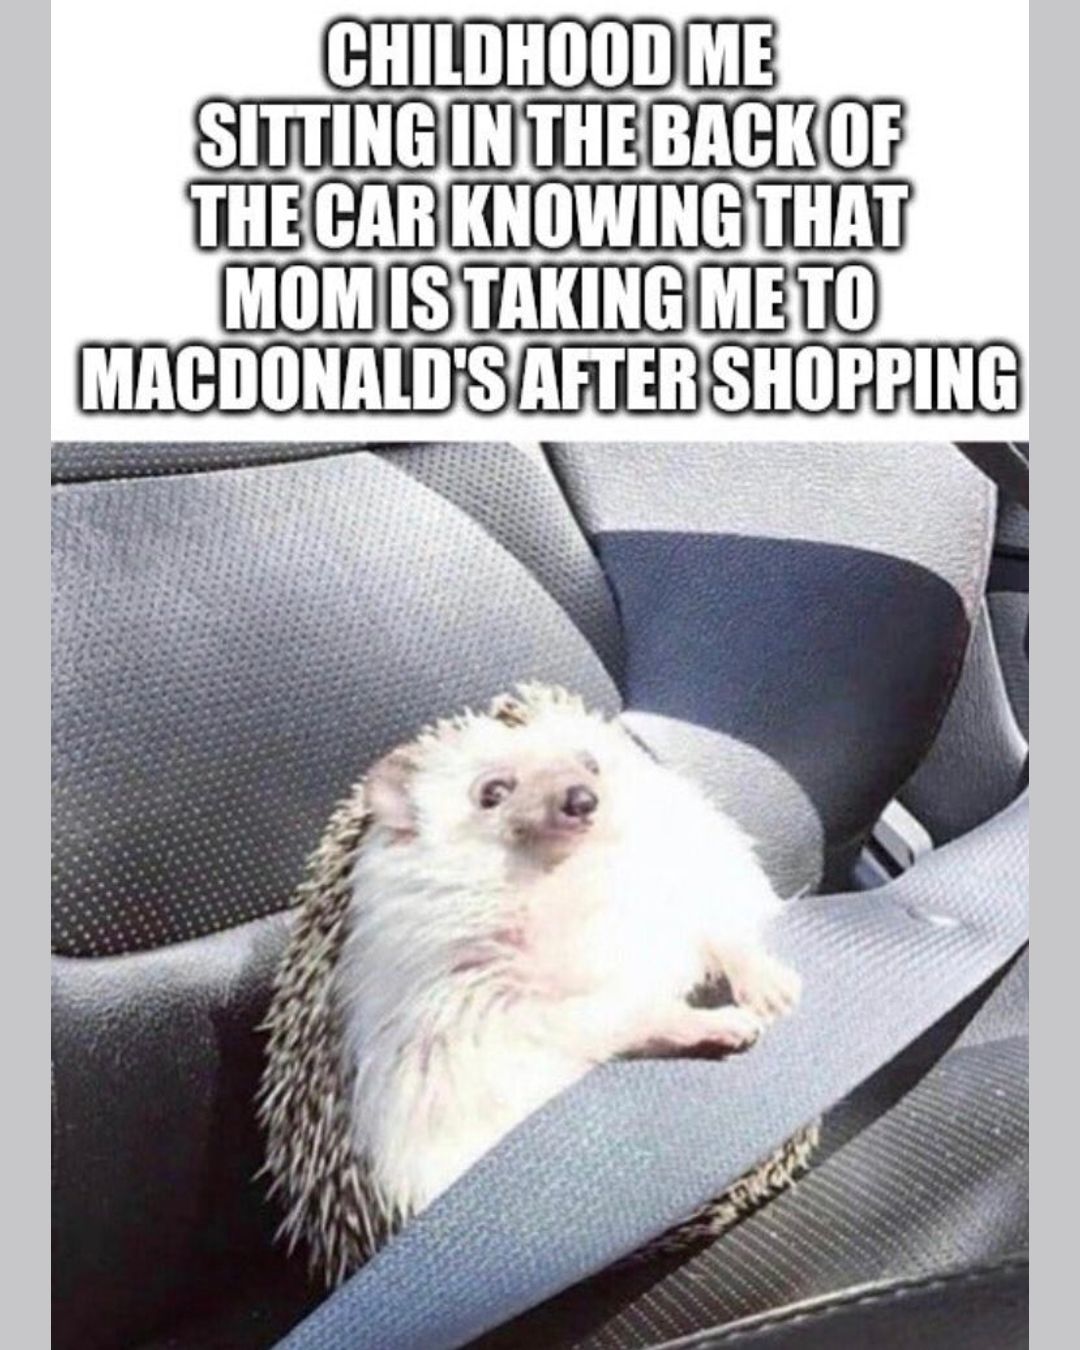 CHILDHOOD ME
SITTING IN THE BACK OF
THE CAR KNOWING THAT
MOM IS TAKING ME TO
MACDONALD'S AFTER SHOPPING